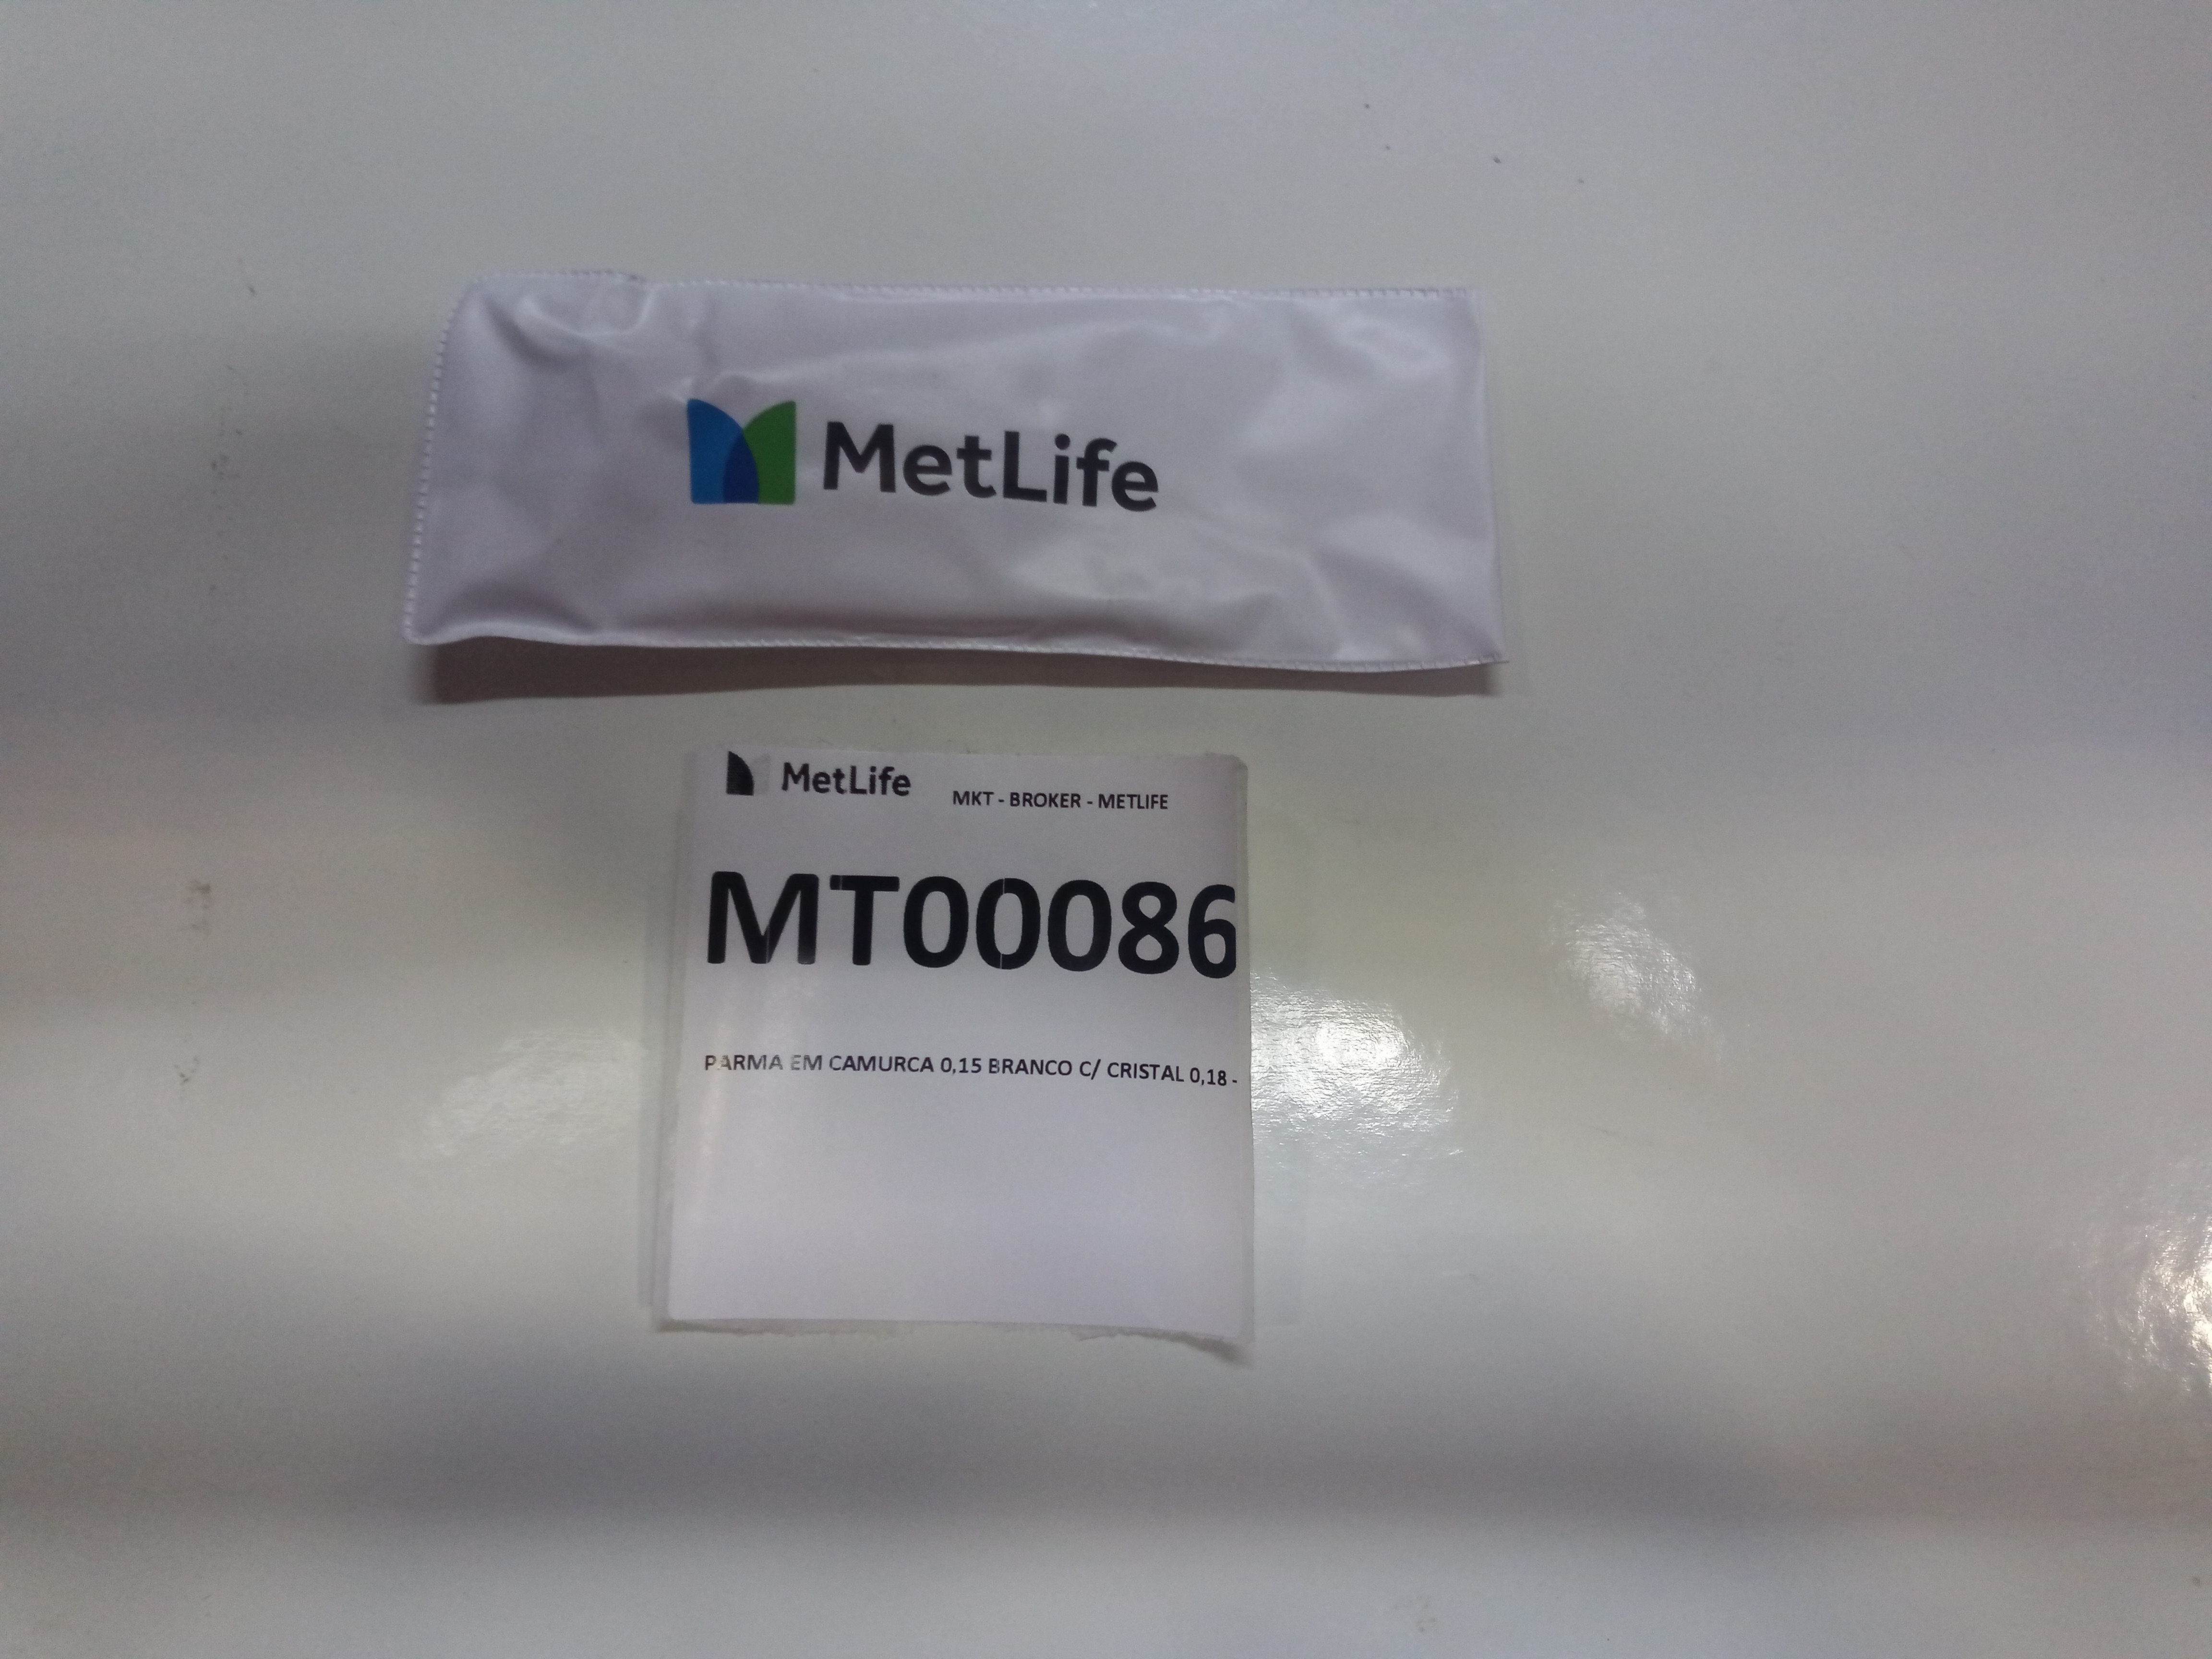 MetLife
MetLife MKT - BROKER - METLIFE
MT00086
PARMA EM CAMURCA 0,15 BRANCO C/ CRISTAL 0,18 -